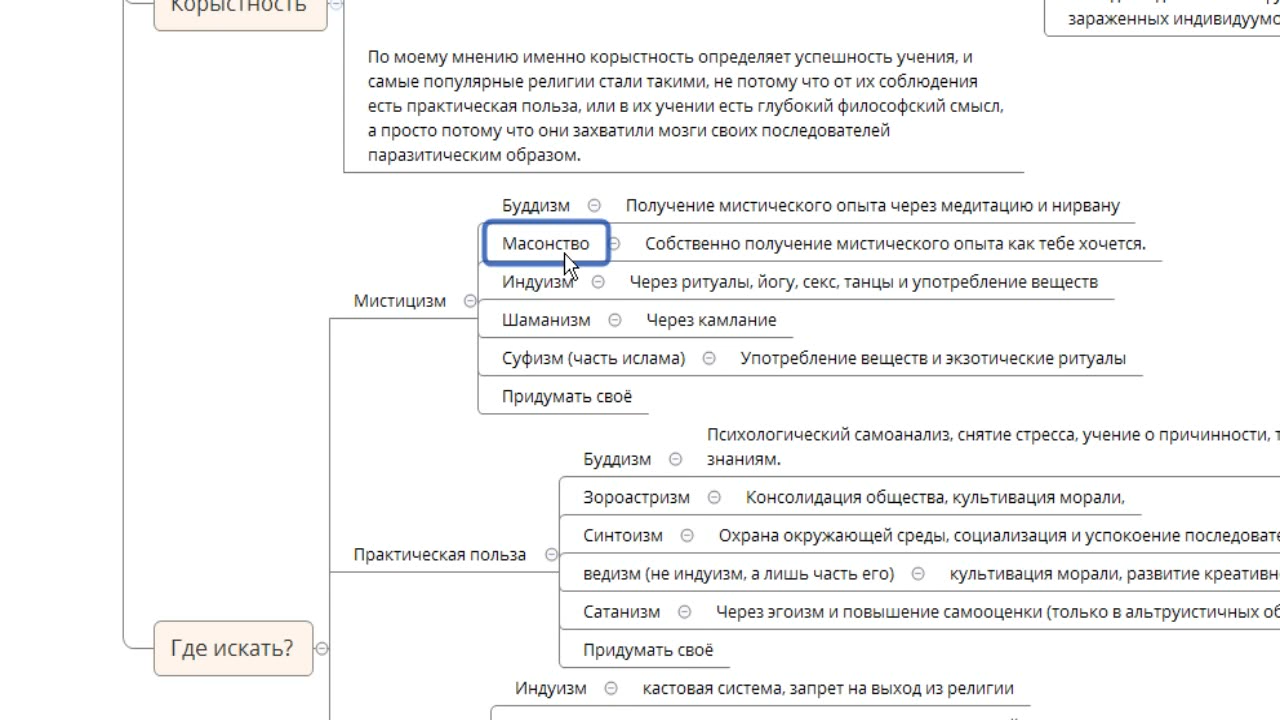 Корыстность
зараженных
По моему мнению именно корыстность определяет успешность учения, и
самые популярные религии стали такими, не потому что от их соблюдения
есть практическая польза, или в их учении есть глубокий философский смысл,
а просто потому что они захватили мозги своих последователей
паразитическим образом.
Мистицизм
Буддизм Получение мистического опыта через медитацию и нирвану
Масонство Собственно получение мистического опыта как тебе хочется.
Индуизм Через ритуалы, йогу, секс, танцы и употребление веществ
Шаманизм Через камлание
Суфизм (часть ислама) Употребление веществ и экзотические ритуалы
Придумать своё
Практическая польза
Психологический самоанализ, снятие стресса, учение о причинности,
Буддизм знаниям.
Зороастризм Консолидация общества, культивация морали,
Синтоизм Охрана окружающей среды, социализация и успокоение
ведизм (не индуизм, а лишь часть его) культивация морали, развитие
Сатанизм Через эгоизм и повышение самооценки (только в альтруистичных
Придумать своё
Где искать?
Индуизм кастовая система, запрет на выход из религии